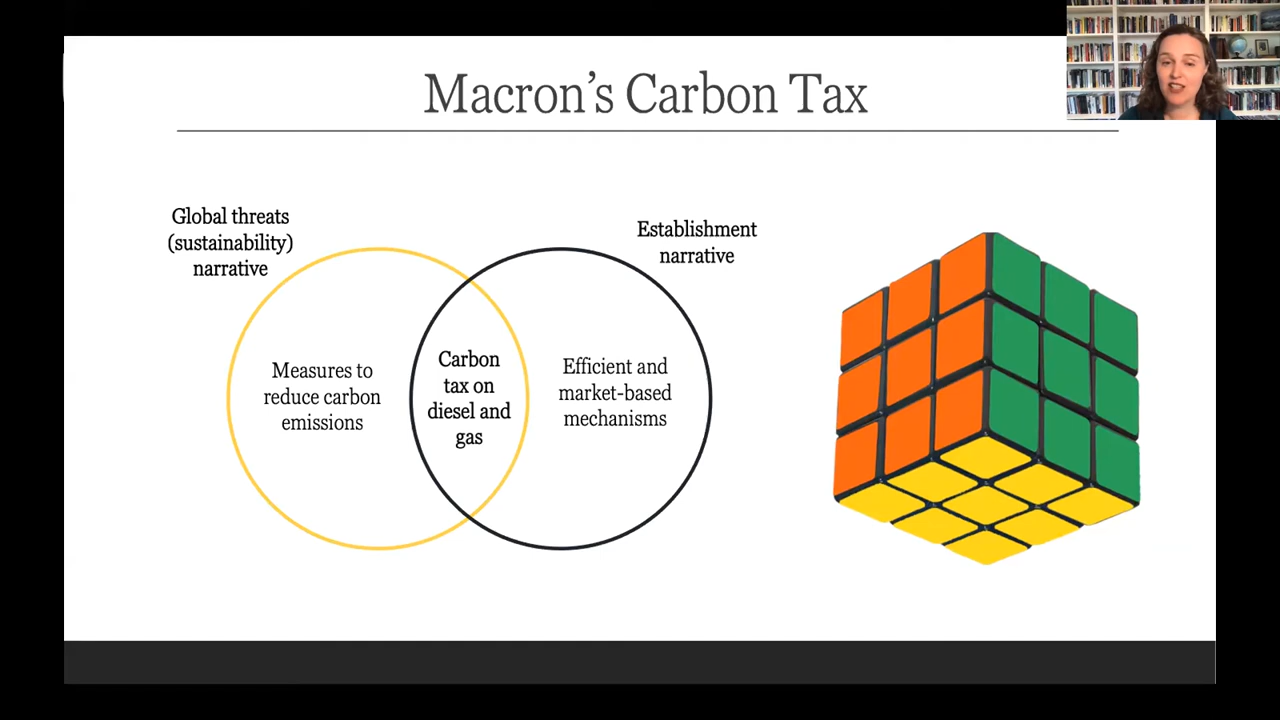 Macron’s Carbon Tax
Global threats
(sustainability)
narrative
Establishment
narrative
Measures to
reduce carbon
emissions
Carbon
tax on
diesel and
gas
Efficient and
market-based
mechanisms